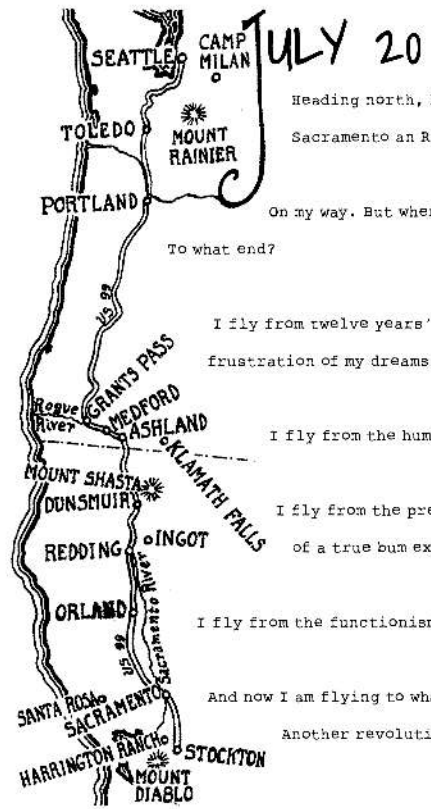 JULY 20
SEATTLE
CAMP
MILAN
TOLEDO
MOUNT
RAINIER
PORTLAND
US 99
GRANTS PASS
Rogue
River
MEDFORD
ASHLAND
KLAMATH FALLS
MOUNT SHASTA
DUNSMUIR
REDDING
INGOT
ORLAND
Sacramento River
US 99
SANTA ROSA
SACRAMENTO
HARRINGTON RANCH
STOCKTON
MOUNT
DIABLO
Heading north,
Sacramento an R
On my way. But wher
To what end?
I fly from twelve years'
frustration of my dreams
I fly from the hum
I fly from the pre
of a true bum ex
I fly from the functionism
And now I am flying to wha
Another revoluti